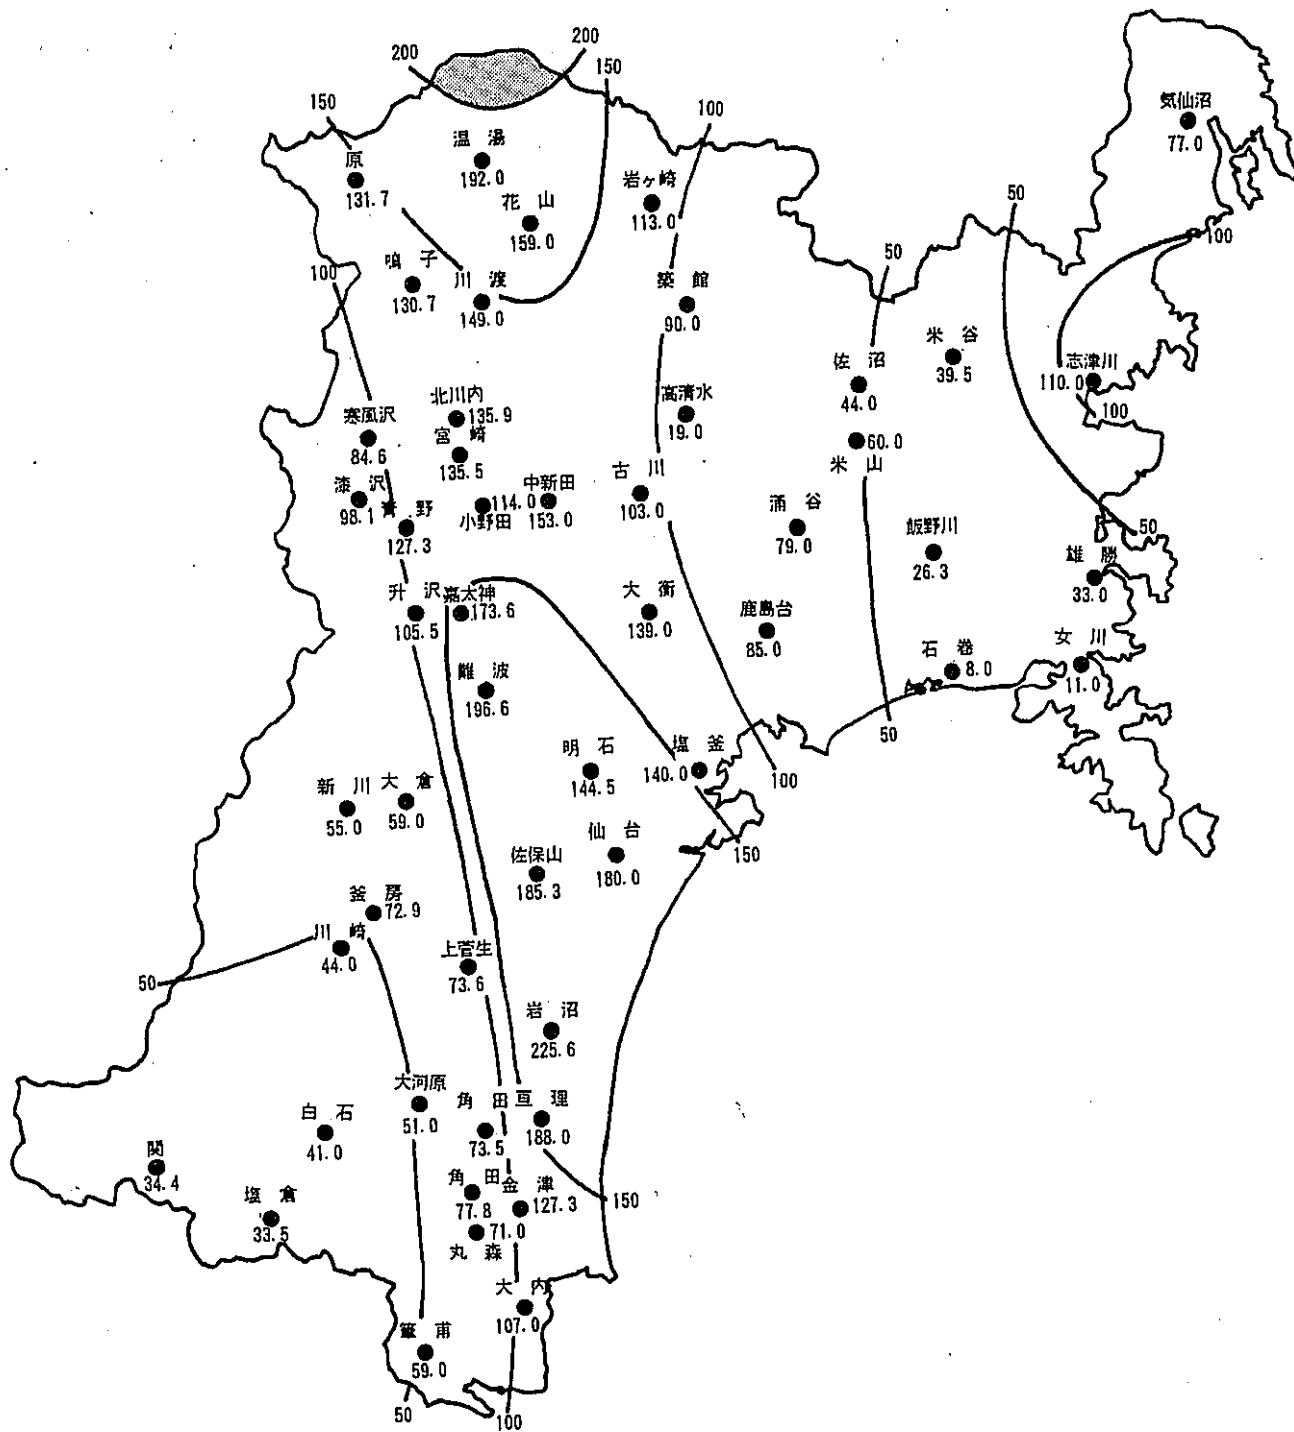 200
200
150
150
100
気仙沼
77.0
温湯
192.0
原
131.7
岩ヶ崎
113.0
花山
159.0
50
100
50
鳴子
130.7
100
川渡
149.0
築館
90.0
米谷
39.5
佐沼
44.0
志津川
110.0
100
北川内
135.9
高清水
19.0
寒風沢
84.6
宮崎
135.5
60.0
米山
漆沢
98.1
青野
127.3
114.0
小野田
中新田
153.0
古川
103.0
涌谷
79.0
飯野川
26.3
50
雄勝
33.0
升沢
105.5
嘉太神
173.6
大衡
139.0
鹿島台
85.0
石巻
8.0
女川
11.0
難波
196.6
50
明石
144.5
塩釜
140.0
100
新川
55.0
大倉
59.0
仙台
180.0
150
佐保山
185.3
釜房
72.9
川崎
44.0
上菅生
73.6
50
岩沼
225.6
大河原
51.0
角田
73.5
亘理
188.0
白石
41.0
関
34.4
角田
77.8
金津
127.3
150
塩倉
33.5
71.0
丸森
大内
107.0
筆甫
59.0
50
100